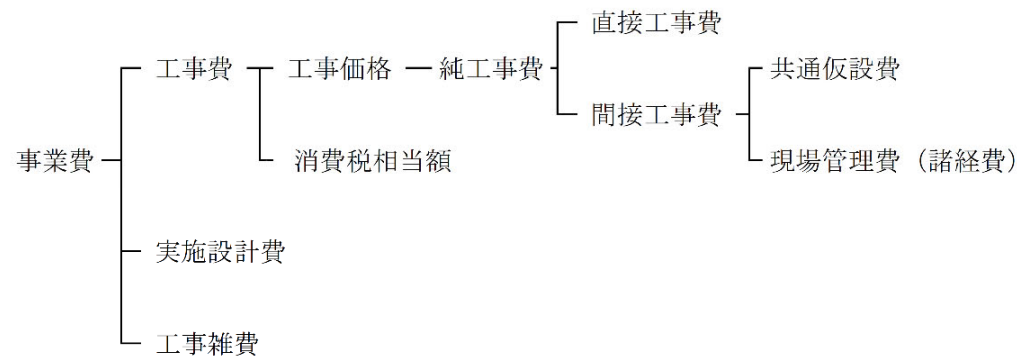 直接工事費
工事費 工事価格 純工事費 共通仮設費
間接工事費
事業費 消費税相当額 現場管理費（諸経費）
実施設計費
工事雑費